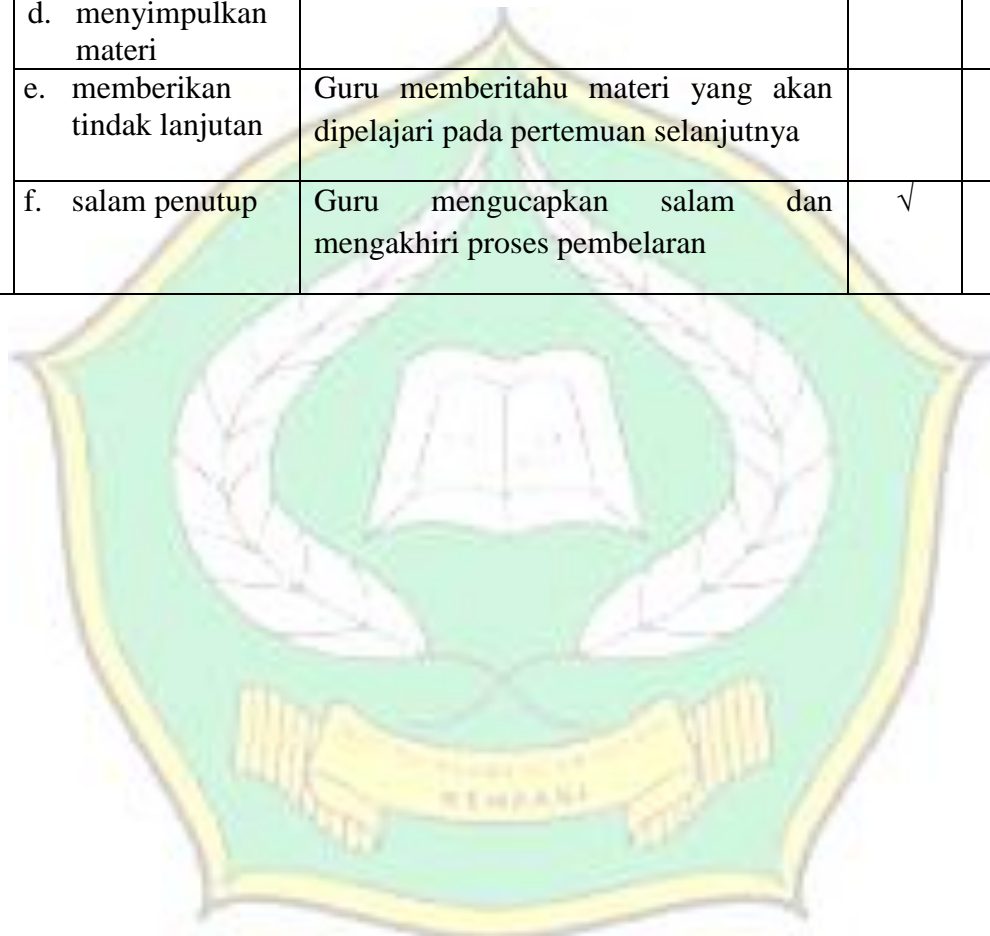 d. menyimpulkan
materi
e. memberikan
tindak lanjutan
Guru memberitahu materi yang akan
dipelajari pada pertemuan selanjutnya
f. salam penutup
Guru mengucapkan salam dan
mengakhiri proses pembelaran
√